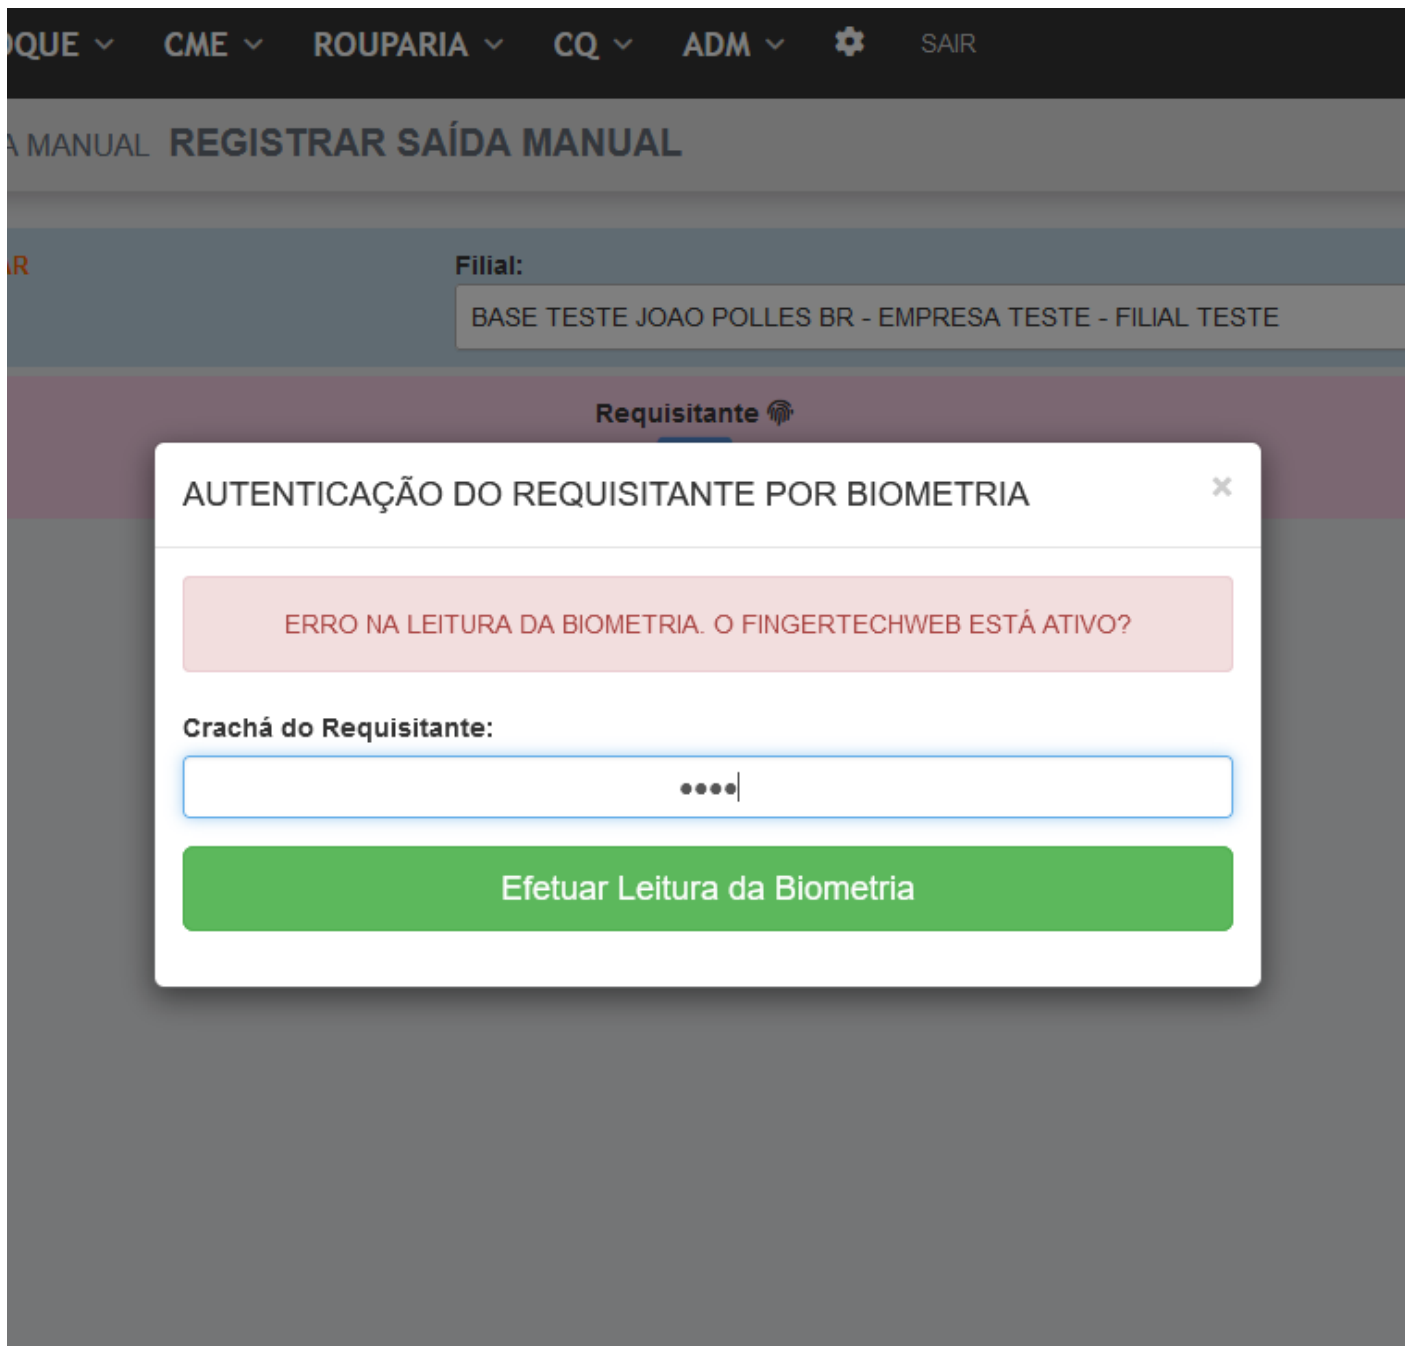 CME ROUPARIA CQ ADM SAIR
MANUAL REGISTRAR SAÍDA MANUAL
Filial:
BASE TESTE JOAO POLLES BR - EMPRESA TESTE - FILIAL TESTE
Requisitante
AUTENTICAÇÃO DO REQUISITANTE POR BIOMETRIA ×
ERRO NA LEITURA DA BIOMETRIA. O FINGERTECHWEB ESTÁ ATIVO?
Crachá do Requisitante:
••••
Efetuar Leitura da Biometria